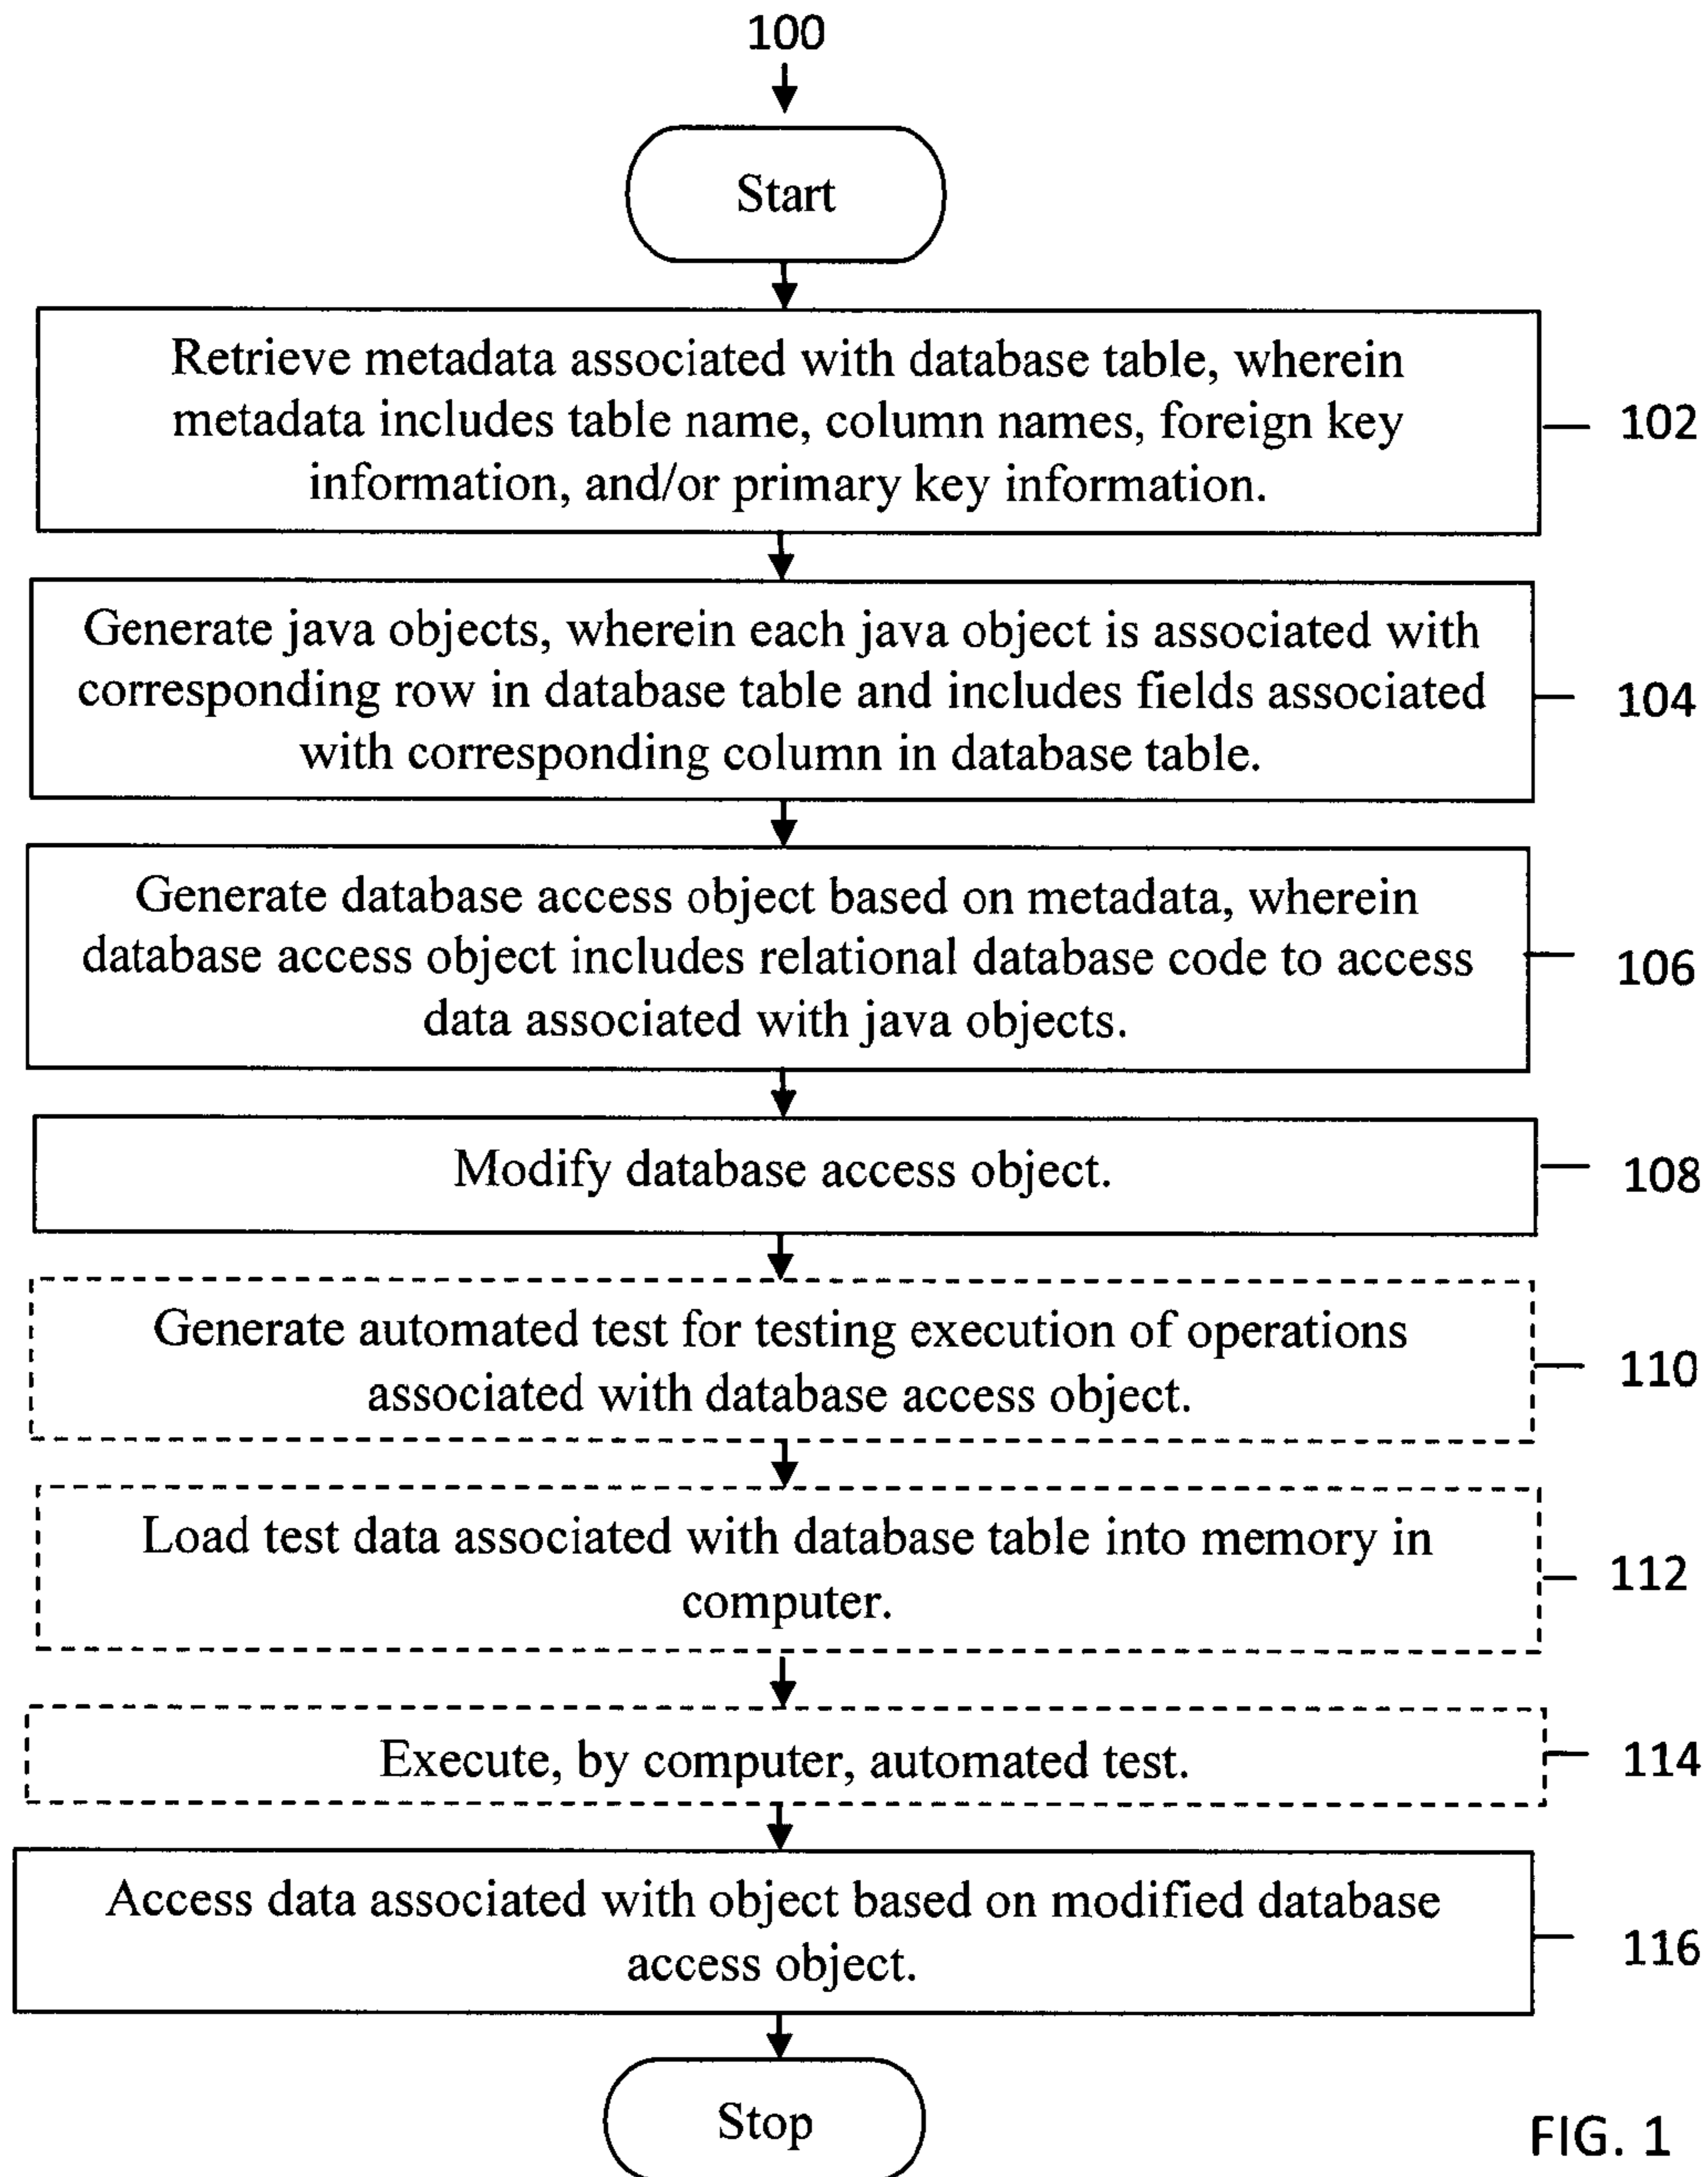 100
Start
Retrieve metadata associated with database table, wherein
metadata includes table name, column names, foreign key
information, and/or primary key information.
102
Generate java objects, wherein each java object is associated with
corresponding row in database table and includes fields associated
with corresponding column in database table.
104
Generate database access object based on metadata, wherein
database access object includes relational database code to access
data associated with java objects.
106
Modify database access object.
108
Generate automated test for testing execution of operations
associated with database access object.
110
Load test data associated with database table into memory in
computer.
112
Execute, by computer, automated test.
114
Access data associated with object based on modified database
access object.
116
Stop
FIG. 1